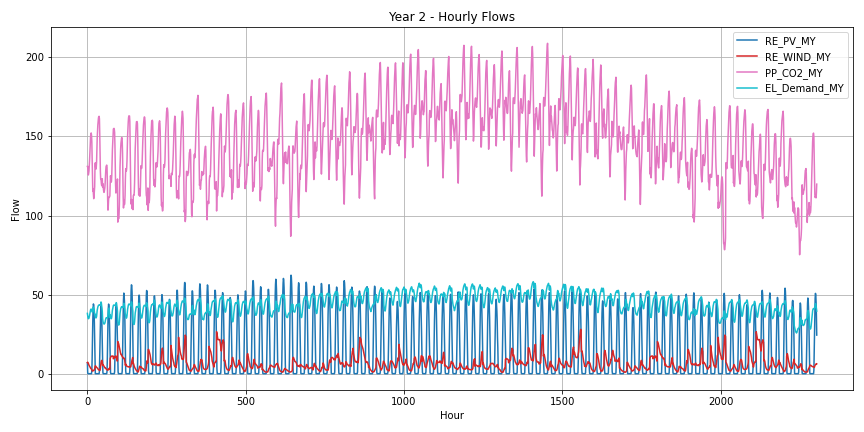 Year 2 - Hourly Flows
RE_PV_MY
RE_WIND_MY
PP_CO2_MY
EL_Demand_MY
Flow
200
150
100
50
0
0
500
1000
1500
2000
Hour